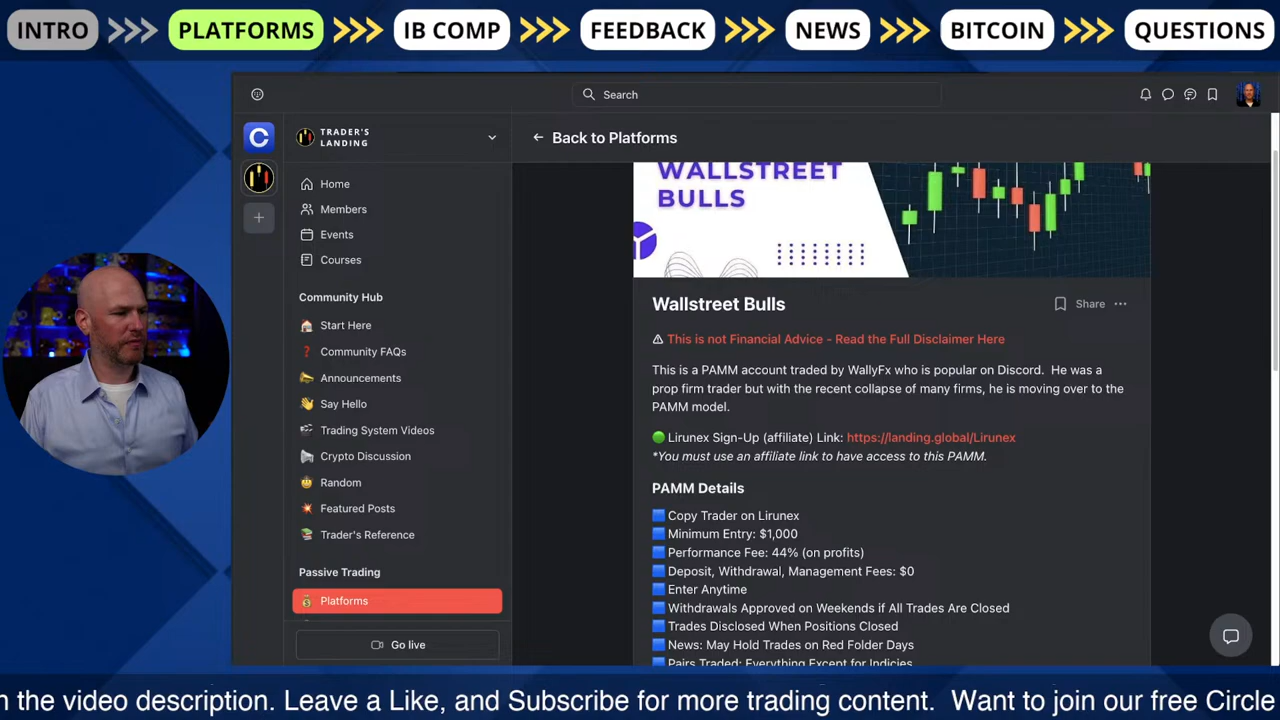 INTRO
PLATFORMS
IB COMP
FEEDBACK
NEWS
BITCOIN
QUESTIONS
Search
TRADER'S
LANDING
Back to Platforms
Home
Members
Events
Courses
Community Hub
Start Here
Community FAQs
Announcements
Say Hello
Trading System Videos
Crypto Discussion
Random
Featured Posts
Trader's Reference
Passive Trading
Platforms
Go live
WALLSTREET
BULLS
Wallstreet Bulls
Share
This is not Financial Advice - Read the Full Disclaimer Here
This is a PAMM account traded by WallyFx who is popular on Discord. He was a
prop firm trader but with the recent collapse of many firms, he is moving over to the
PAMM model.
Lirunex Sign-Up (affiliate) Link: https://landing.global/Lirunex
*You must use an affiliate link to have access to this PAMM.
PAMM Details
Copy Trader on Lirunex
Minimum Entry: $1,000
Performance Fee: 44% (on profits)
Deposit, Withdrawal, Management Fees: $0
Enter Anytime
Withdrawals Approved on Weekends if All Trades Are Closed
Trades Disclosed When Positions Closed
News: May Hold Trades on Red Folder Days
Pairs Traded: Everything Except for Indicies
n the video description. Leave a Like, and Subscribe for more trading content. Want to join our free Circle